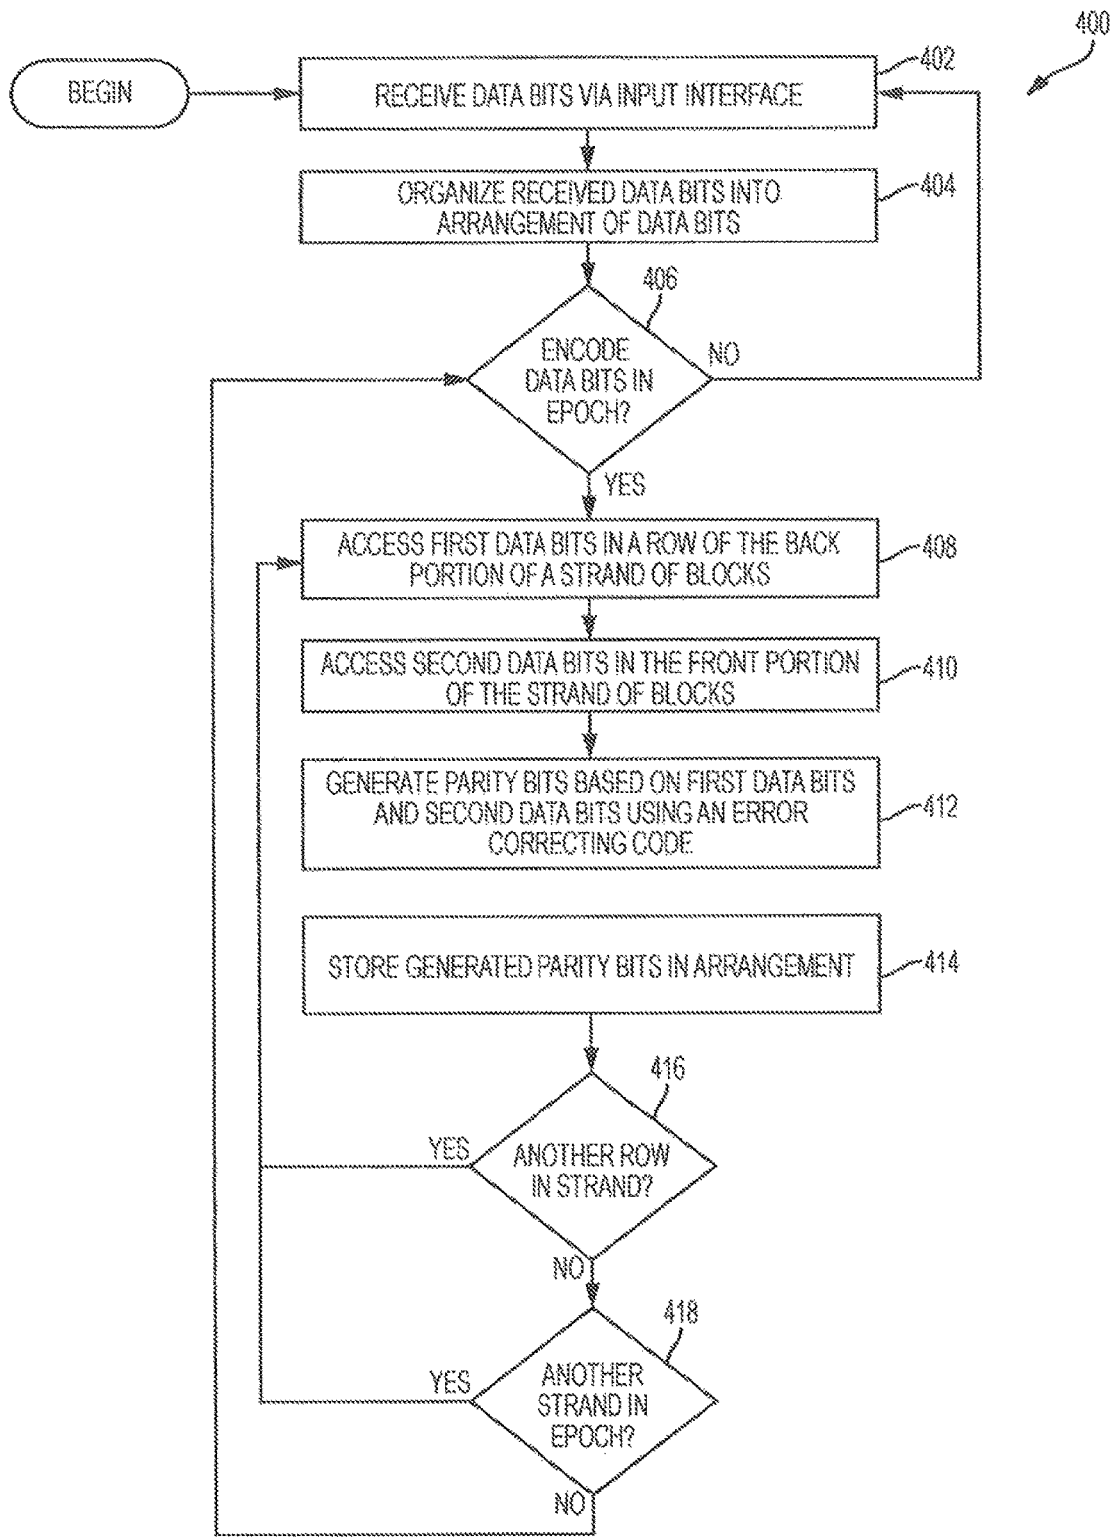 400
BEGIN
402
RECEIVE DATA BITS VIA INPUT INTERFACE
404
ORGANIZE RECEIVED DATA BITS INTO
ARRANGEMENT OF DATA BITS
406
ENCODE
DATA BITS IN
EPOCH?
NO
YES
ACCESS FIRST DATA BITS IN A ROW OF THE BACK
PORTION OF A STRAND OF BLOCKS
408
ACCESS SECOND DATA BITS IN THE FRONT PORTION
OF THE STRAND OF BLOCKS
410
GENERATE PARITY BITS BASED ON FIRST DATA BITS
AND SECOND DATA BITS USING AN ERROR
CORRECTING CODE
412
STORE GENERATED PARITY BITS IN ARRANGEMENT
414
416
YES
ANOTHER ROW
IN STRAND?
NO
418
YES
ANOTHER
STRAND IN
EPOCH?
NO